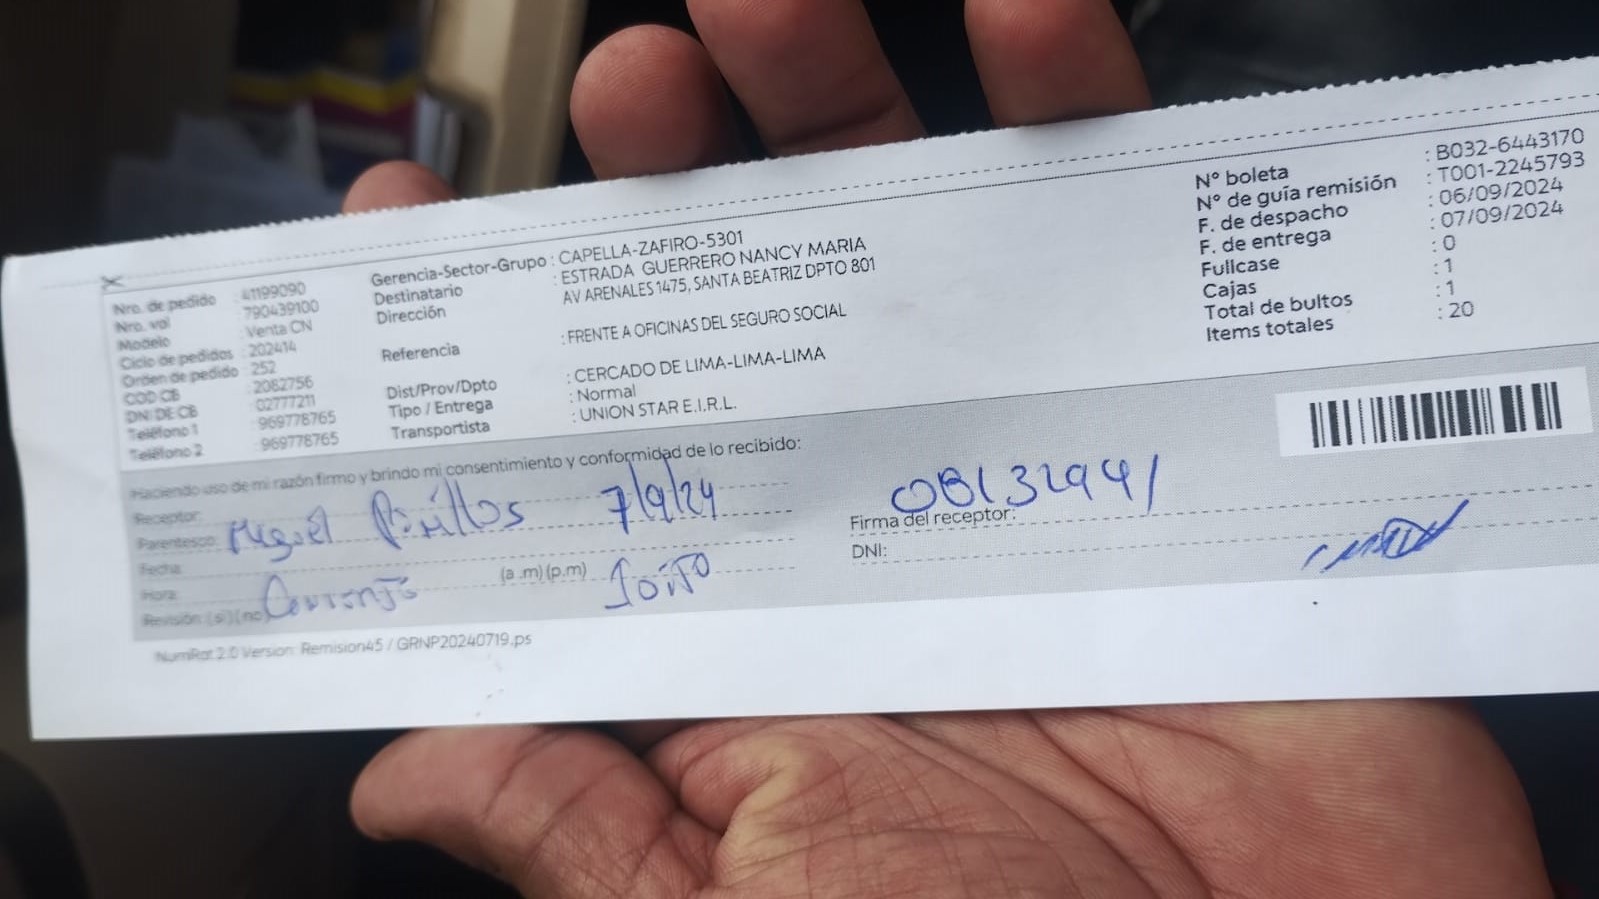 Nro. de pedido : 41199090
Nro. val : 790439100
Modelo : Venta CN
Ciclo de pedidos : 202414
Orden de pedido : 252
COD CB : 2082756
DNI DE CB : 02777211
Teléfono 1 : 969778765
Teléfono 2 : 969778765
Gerencia-Sector-Grupo : CAPELLA-ZAFIRO-5301
Destinatario : ESTRADA GUERRERO NANCY MARIA
Dirección AV ARENALES 1475, SANTA BEATRIZ DPTO 801
Referencia : FRENTE A OFICINAS DEL SEGURO SOCIAL
Dist/Prov/Dpto : CERCADO DE LIMA-LIMA-LIMA
Tipo / Entrega : Normal
Transportista : UNION STAR E.I.R.L.
N° boleta : B032-6443170
N° de guía remisión : T001-2245793
F. de despacho : 06/09/2024
F. de entrega : 07/09/2024
Fullcase : 0
Cajas : 1
Total de bultos : 1
Items totales : 20
Haciendo uso de mi razón firmo y brindo mi consentimiento y conformidad de lo recibido:
Receptor:
Parentesco: Miguel 7/9/24
Fecha:
Hora: (a .m) (p.m)
Revisión: (si) (no)
Firma del receptor:
DNI:
NumRot 2.0 Version: Remision45 / GRNP20240719.ps